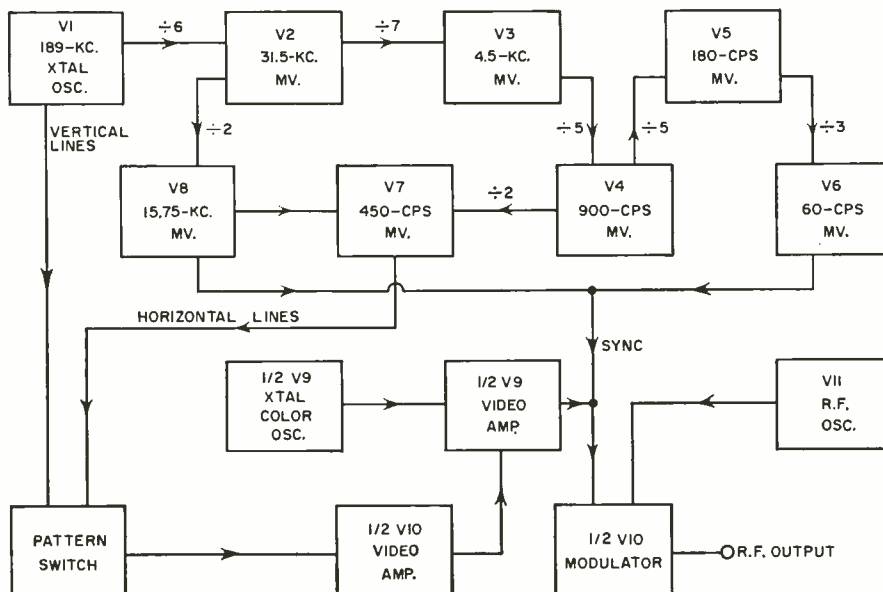 V1
189-KC.
XTAL
OSC.
÷6
V2
31.5-KC.
MV.
÷7
V3
4.5-KC.
MV.
V5
180-CPS
MV.
VERTICAL
LINES
÷2
÷5
÷5
÷3
V8
15.75-KC.
MV.
V7
450-CPS
MV.
÷2
V4
900-CPS
MV.
V6
60-CPS
MV.
HORIZONTAL LINES
SYNC
1/2 V9
XTAL
COLOR
OSC.
1/2 V9
VIDEO
AMP.
V11
R.F.
OSC.
PATTERN
SWITCH
1/2 V10
VIDEO
AMP.
1/2 V10
MODULATOR
R.F. OUTPUT